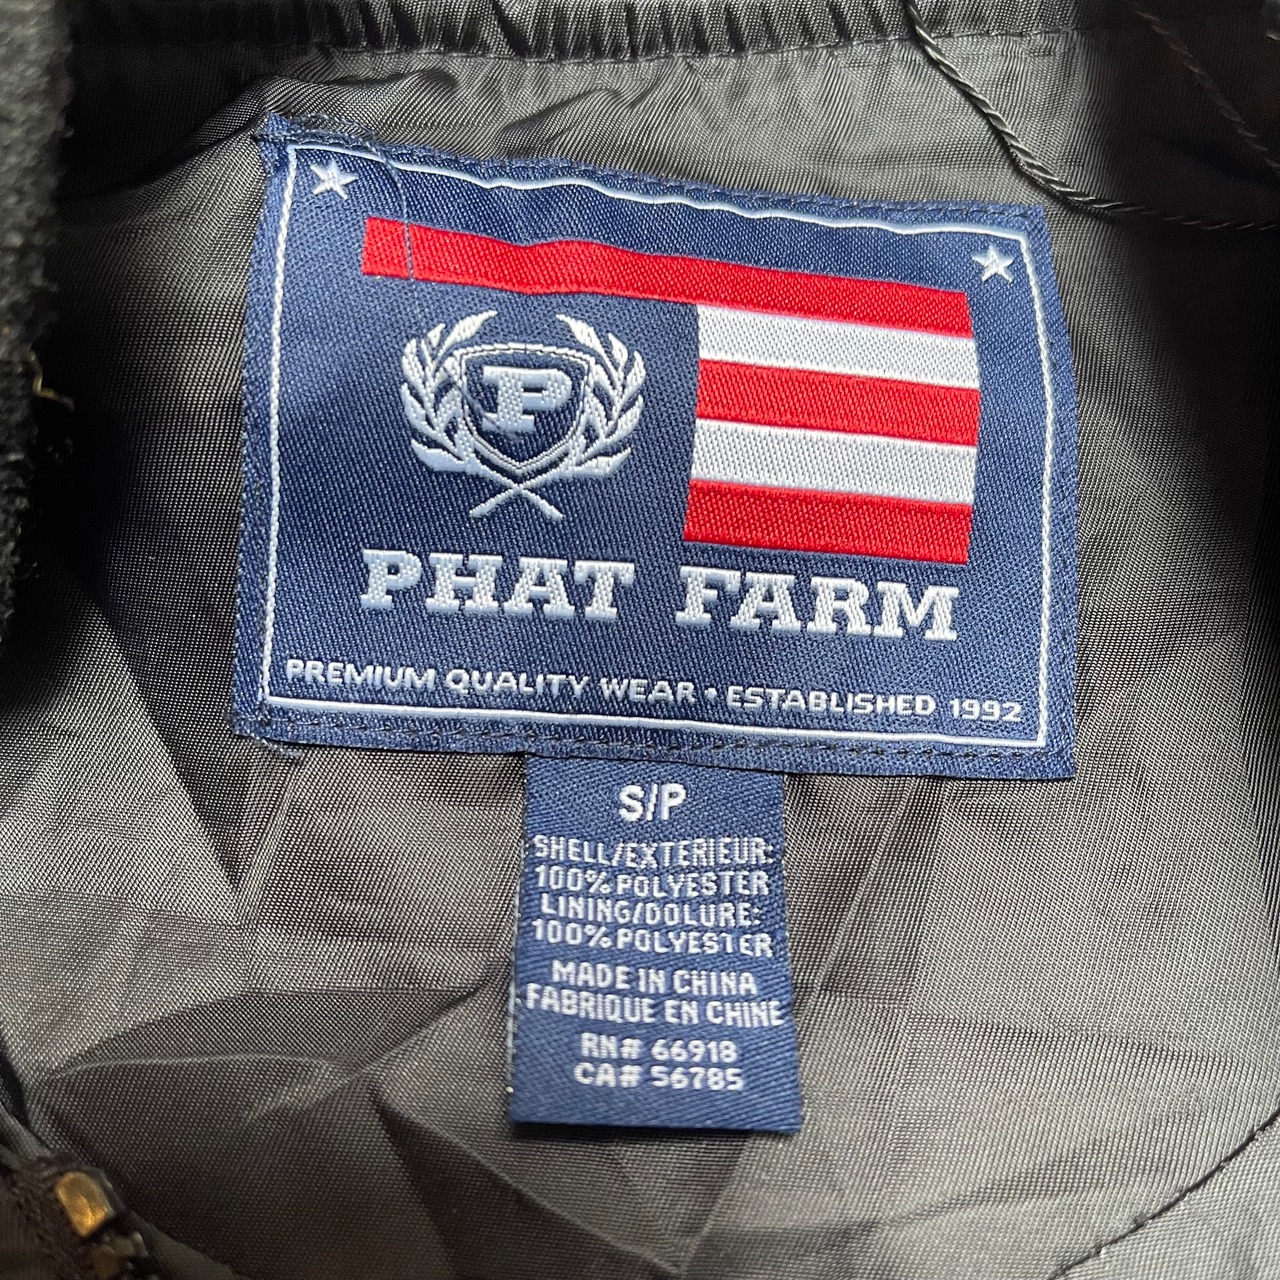 P
PHAT FARM
PREMIUM QUALITY WEAR • ESTABLISHED 1992
S/P
SHELL/EXTERIEUR:
100% POLYESTER
LINING/DOLURE:
100% POLYESTER
MADE IN CHINA
FABRIQUE EN CHINE
RN# 66918
CA# 56785